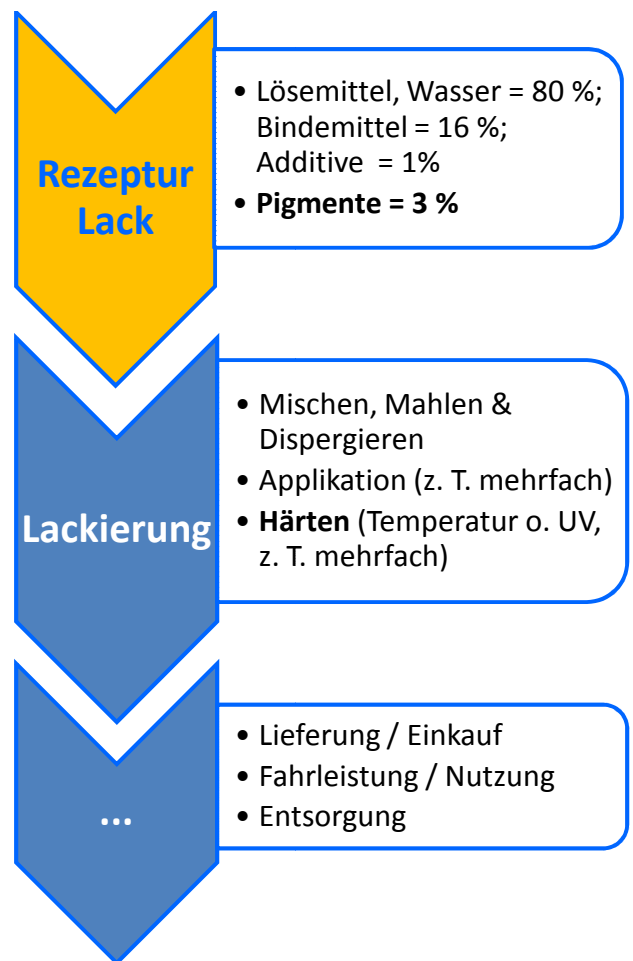 Rezeptur
Lack
• Lösemittel, Wasser = 80 %;
Bindemittel = 16 %;
Additive = 1%
• Pigmente = 3 %
Lackierung
• Mischen, Mahlen &
Dispergieren
• Applikation (z. T. mehrfach)
• Härten (Temperatur o. UV,
z. T. mehrfach)
...
• Lieferung / Einkauf
• Fahrleistung / Nutzung
• Entsorgung